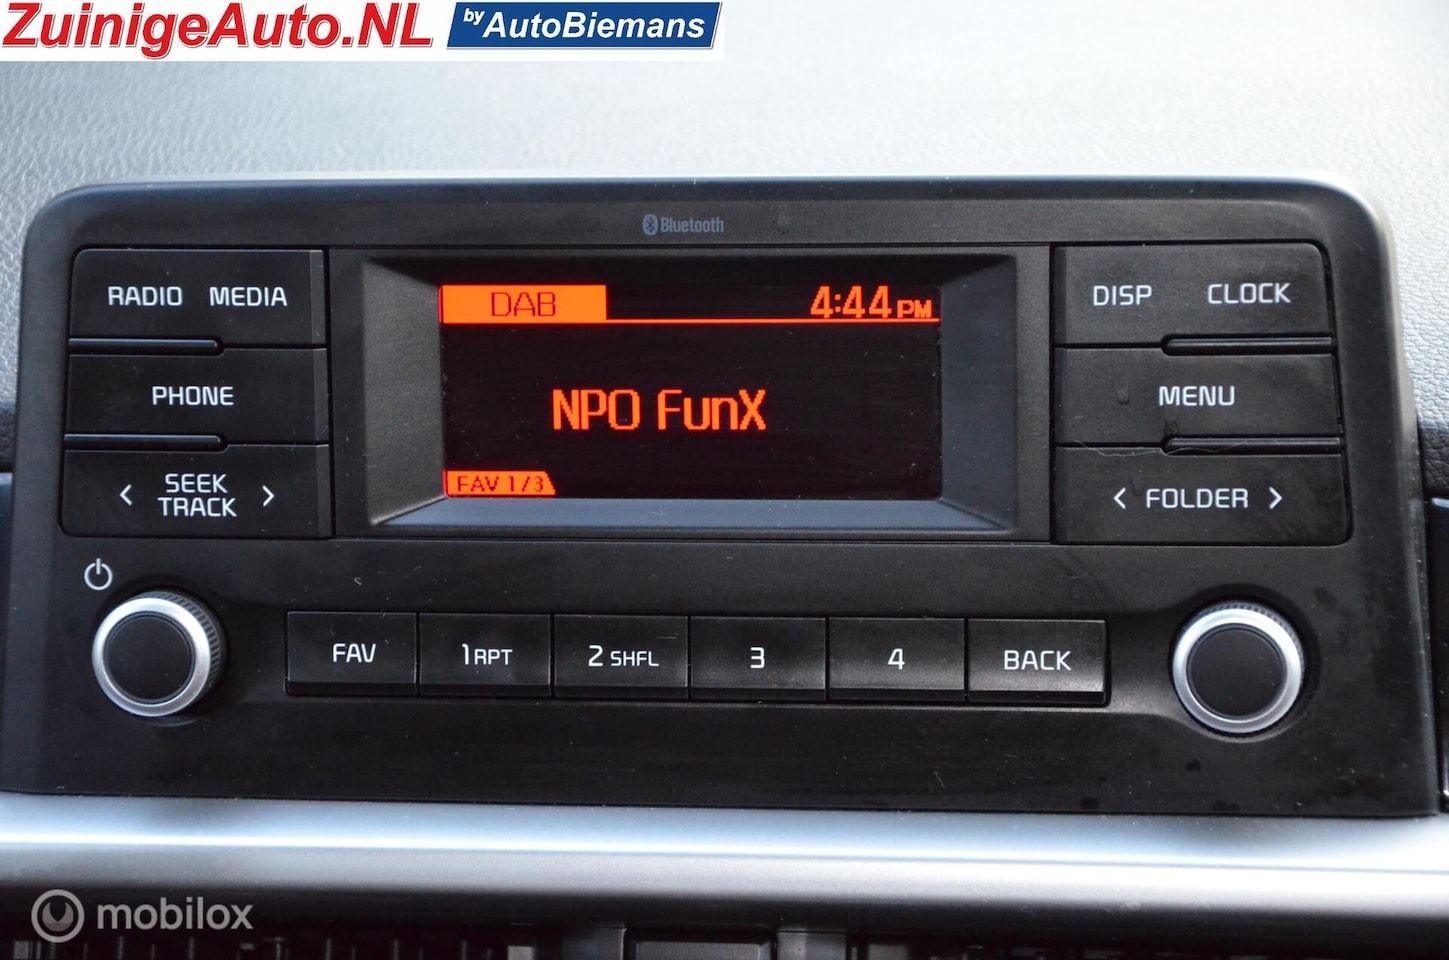 ZuinigeAuto.NL by AutoBiemans
Bluetooth
RADIO MEDIA
DAB 4:44 PM
DISP CLOCK
PHONE
NPO FunX
MENU
< SEEK TRACK >
FAV 1/3
< FOLDER >
FAV 1 RPT 2 SHFL 3 4 BACK
mobilox